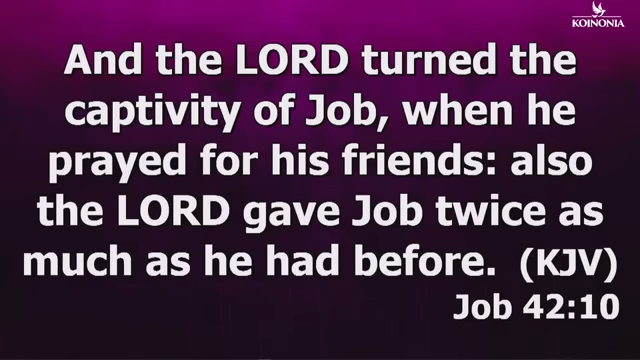 KOINONIA
And the LORD turned the
captivity of Job, when he
prayed for his friends: also
the LORD gave Job twice as
much as he had before. (KJV)
Job 42:10